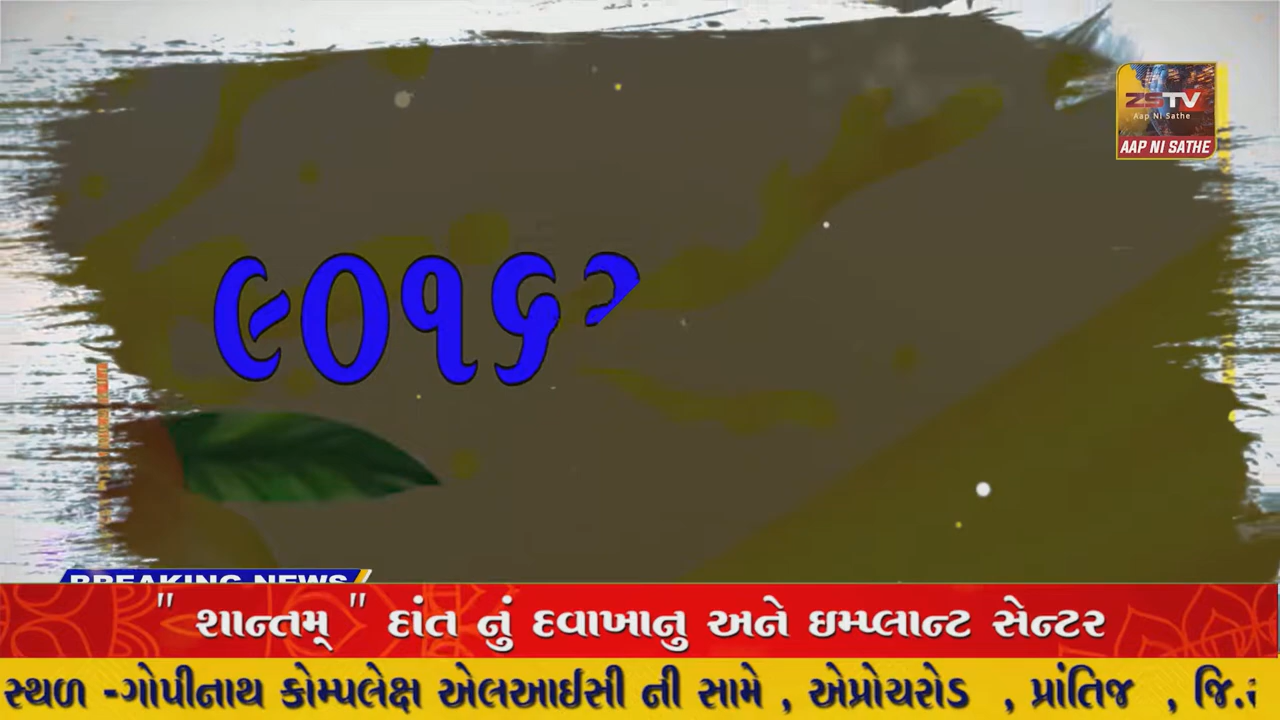 ZSTV
Aap Ni Sathe
AAP NI SATHE
૯૦૧૬
BREAKING NEWS
" શાન્તમ્ " દાંત નું દવાખાનુ અને ઇમ્પ્લાન્ટ સેન્ટર
સ્થળ -ગોપીનાથ કોમ્પલેક્ષ એલઆઈસી ની સામે , એપ્રોચરોડ , પ્રાંતિજ , જિ.